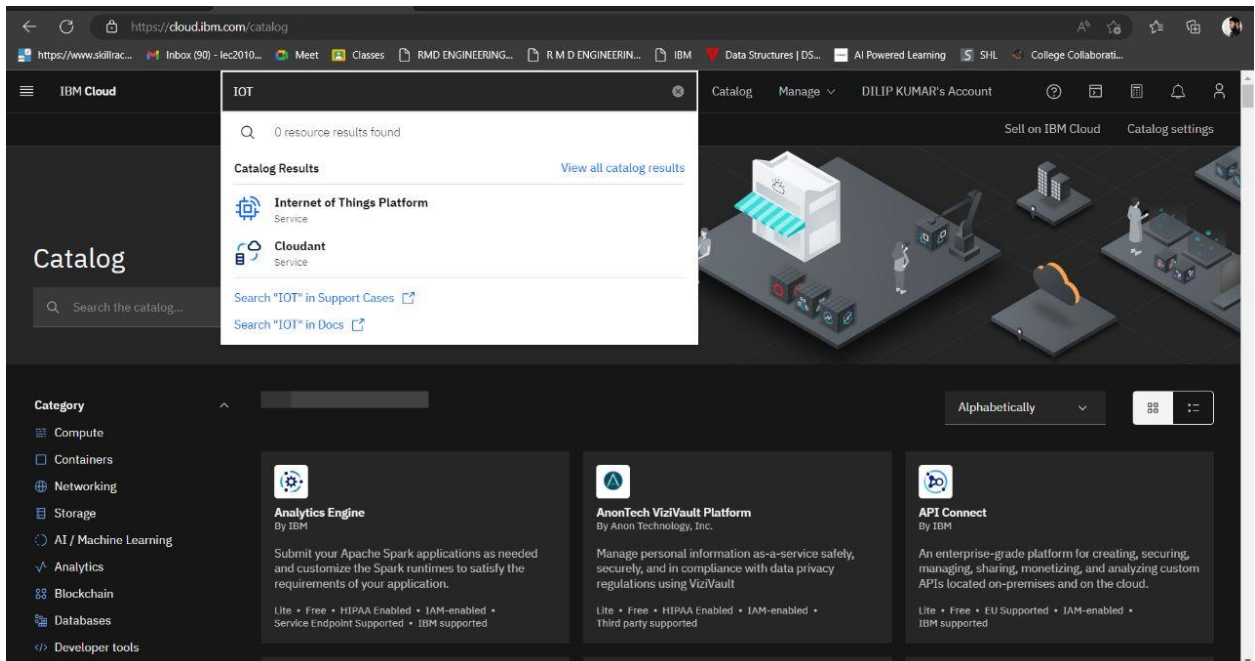 https://cloud.ibm.com/catalog
https://www.skillrac... Inbox (90) - lec2010... Meet Classes RMD ENGINEERING... R M D ENGINEERIN... IBM Data Structures | DS... AI Powered Learning SHL College Collaborati...
IBM Cloud IOT Catalog Manage DILIP KUMAR's Account
0 resource results found
Sell on IBM Cloud Catalog settings
Catalog Results View all catalog results
Internet of Things Platform
Service
Cloudant
Service
Search "IOT" in Support Cases
Search "IOT" in Docs
Catalog
Search the catalog...
Category
Compute
Containers
Networking
Storage
AI / Machine Learning
Analytics
Blockchain
Databases
Developer tools
Alphabetically
Analytics Engine
By IBM
Submit your Apache Spark applications as needed
and customize the Spark runtimes to satisfy the
requirements of your application.
Lite • Free • HIPAA Enabled • IAM-enabled •
Service Endpoint Supported • IBM supported
AnonTech ViziVault Platform
By Anon Technology, Inc.
Manage personal information as-a-service safely,
securely, and in compliance with data privacy
regulations using ViziVault
Lite • Free • HIPAA Enabled • IAM-enabled •
Third party supported
API Connect
By IBM
An enterprise-grade platform for creating, securing,
managing, sharing, monetizing, and analyzing custom
APIs located on-premises and on the cloud.
Lite • Free • EU Supported • IAM-enabled •
IBM supported